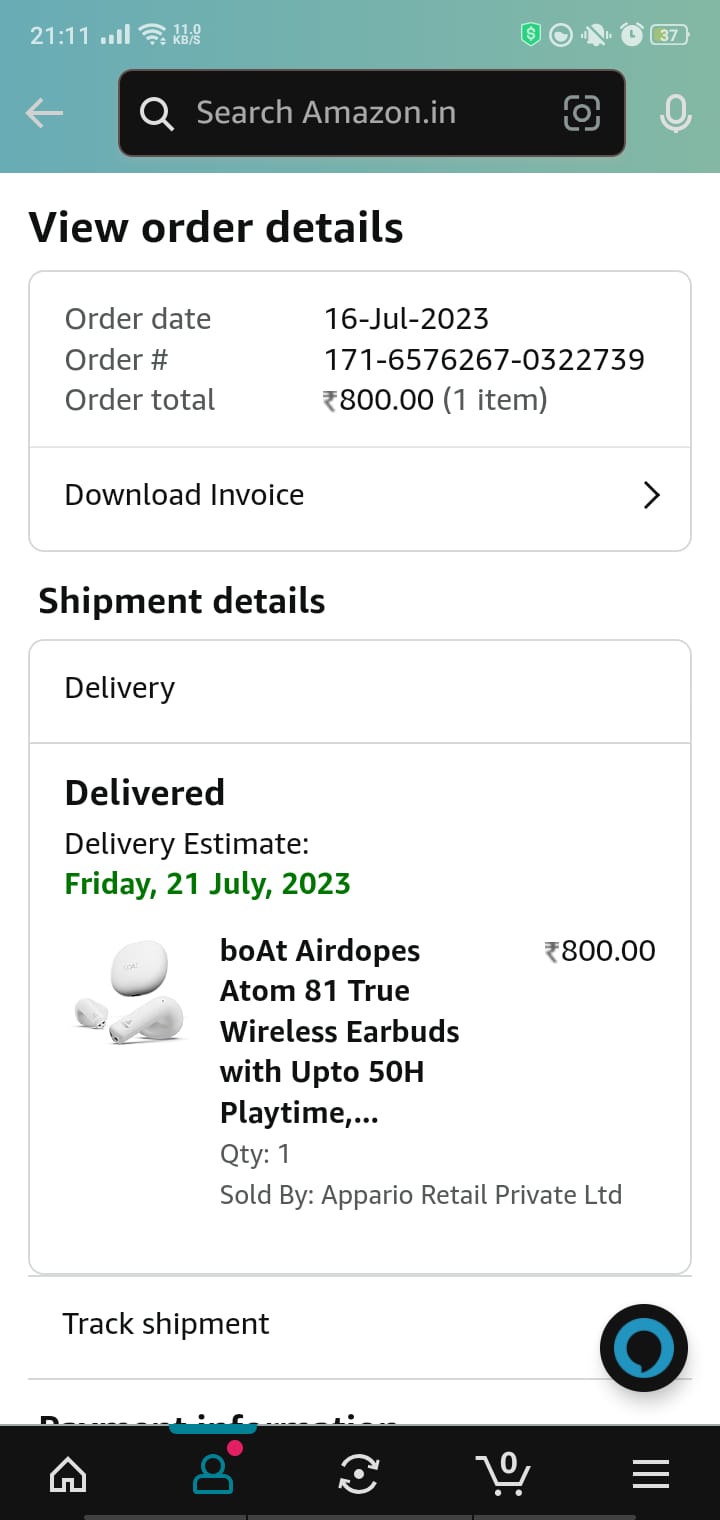 21:11
11.0
KB/S
37
Search Amazon.in
View order details
Order date 16-Jul-2023
Order # 171-6576267-0322739
Order total ₹800.00 (1 item)
Download Invoice
Shipment details
Delivery
Delivered
Delivery Estimate:
Friday, 21 July, 2023
boAt Airdopes ₹800.00
Atom 81 True
Wireless Earbuds
with Upto 50H
Playtime,...
Qty: 1
Sold By: Appario Retail Private Ltd
Track shipment
Payment information
0